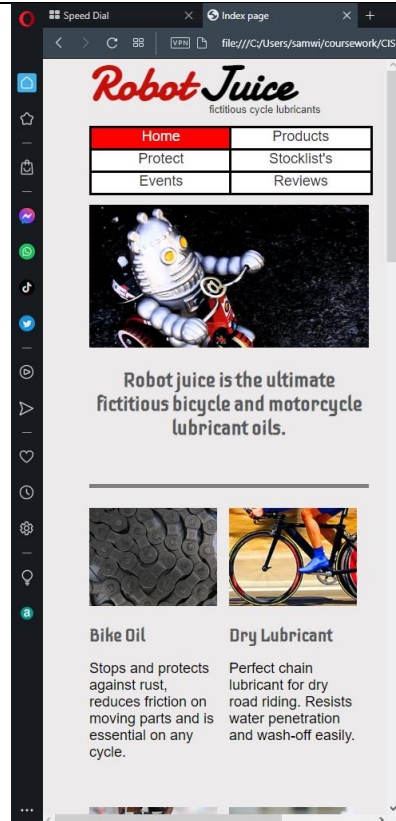 Speed Dial
Index page
VPN
file:///C:/Users/samwi/coursework/CIS
Robot Juice
fictitious cycle lubricants
Home
Products
Protect
Stocklist's
Events
Reviews
Robot juice is the ultimate
fictitious bicycle and motorcycle
lubricant oils.
Bike Oil
Stops and protects
against rust,
reduces friction on
moving parts and is
essential on any
cycle.
Dry Lubricant
Perfect chain
lubricant for dry
road riding. Resists
water penetration
and wash-off easily.